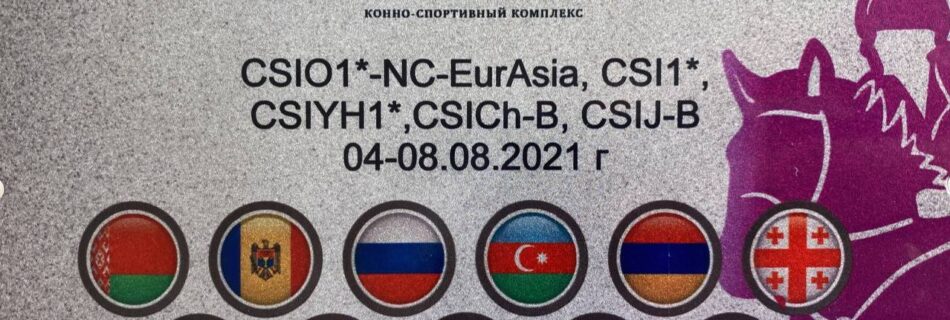 КОННО-СПОРТИВНЫЙ КОМПЛЕКС
CSIO1*-NC-EurAsia, CSI1*,
CSIYH1*,CSICh-B, CSIJ-B
04-08.08.2021 г